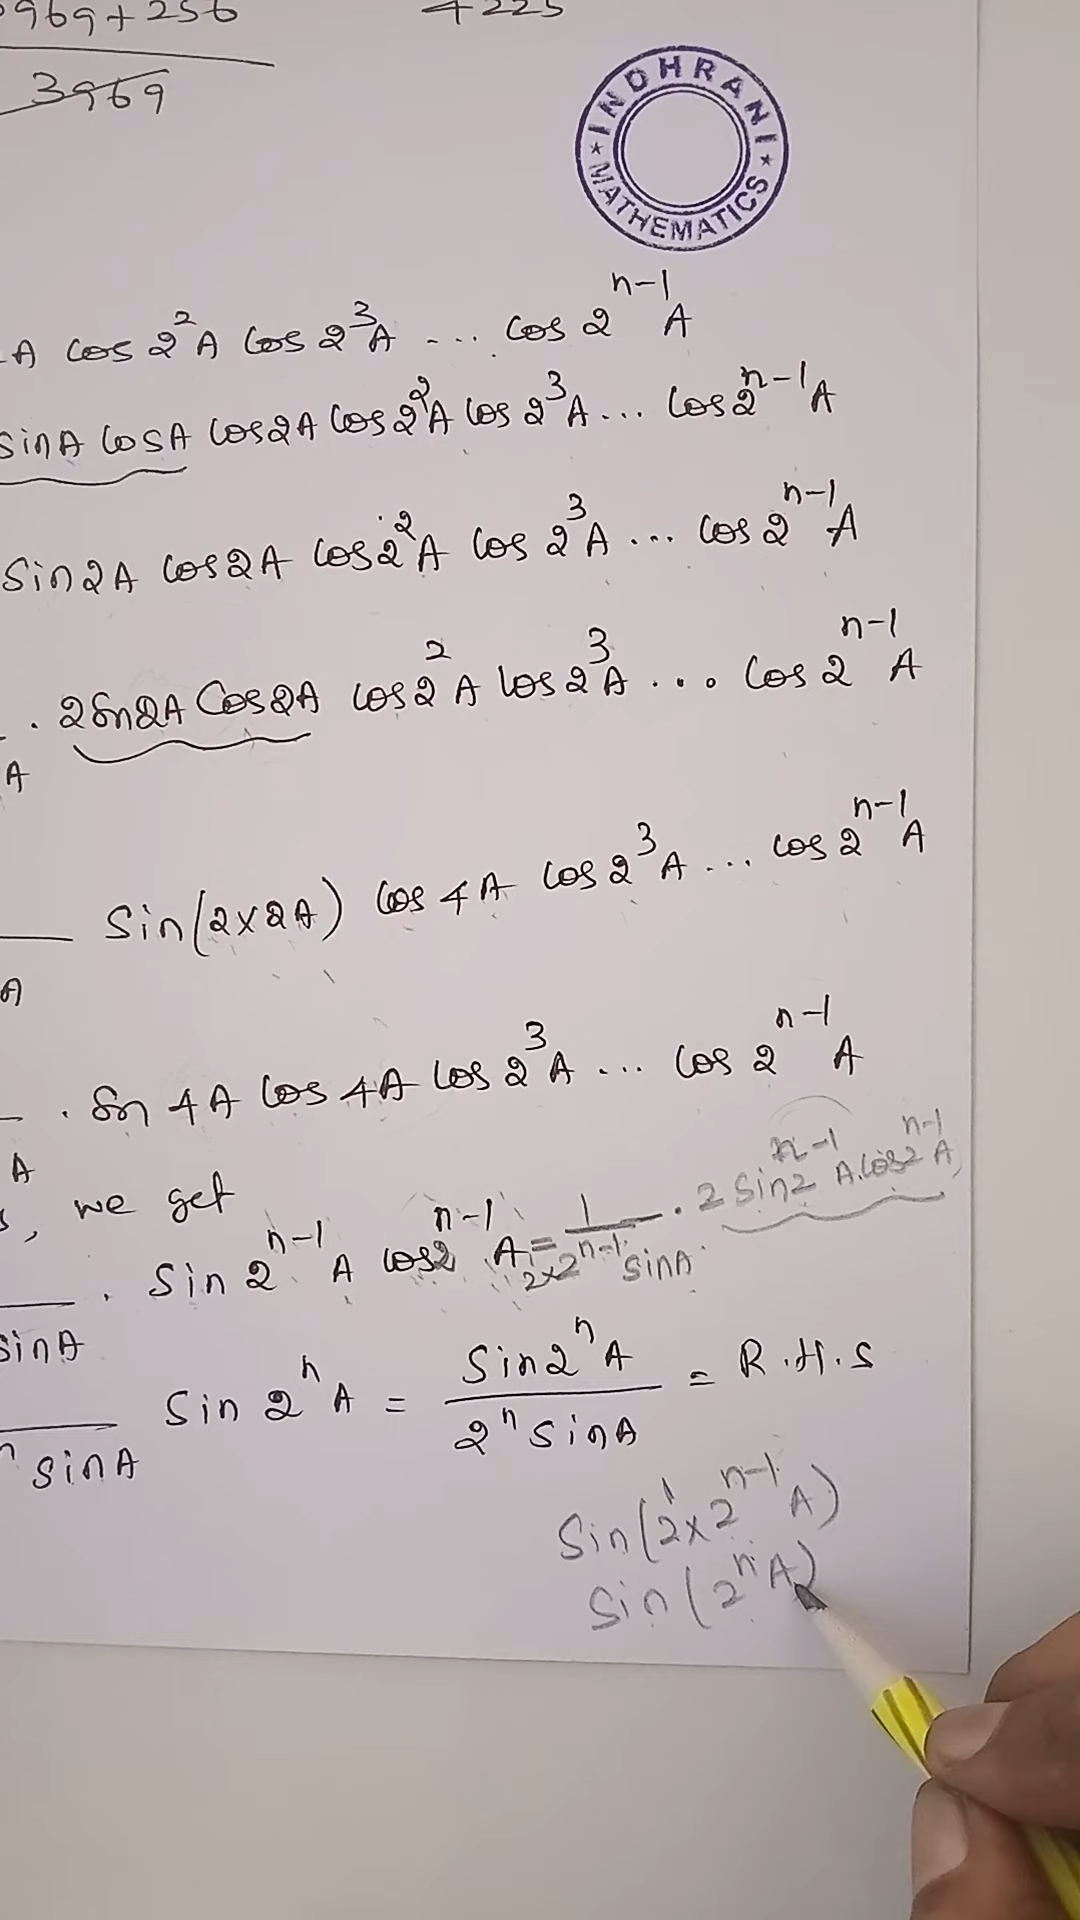 3969+256 4225
3969
INDHRANI
★ MATHEMATICS ★
A cos 2²A cos 2³A ... cos 2ⁿ⁻¹A
sinA cosA cos2A cos2²A cos 2³A... cos2ⁿ⁻¹A
Sin2A cos2A cos2²A cos 2³A ... cos 2ⁿ⁻¹A
. 2Sn2A Cos2A cos2²A cos2³A ... Cos 2ⁿ⁻¹A
A
Sin(2×2A) cos 4A cos 2³A ... cos 2ⁿ⁻¹A
A
. Sn 4A cos 4A cos 2³A ... cos 2ⁿ⁻¹A
A
s, we get
. Sin 2ⁿ⁻¹A cos2ⁿ⁻¹A = 1/(2×2ⁿ⁻¹ sinA) . 2 Sin2ⁿ⁻¹A.cos2ⁿ⁻¹A
sinA
Sin 2ⁿA = Sin2ⁿA / 2ⁿ sinA = R.H.S
ⁿ sinA
Sin(2¹×2ⁿ⁻¹A)
Sin(2ⁿA)